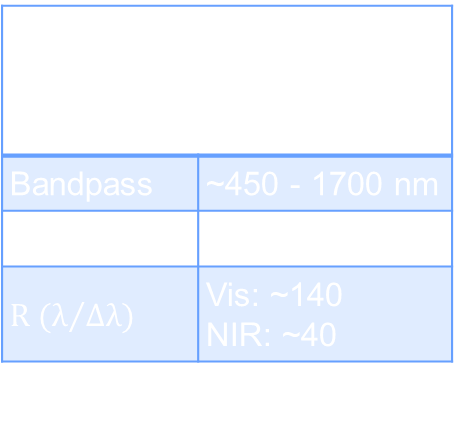 Bandpass ~450 - 1700 nm
R (λ/Δλ) Vis: ~140
NIR: ~40